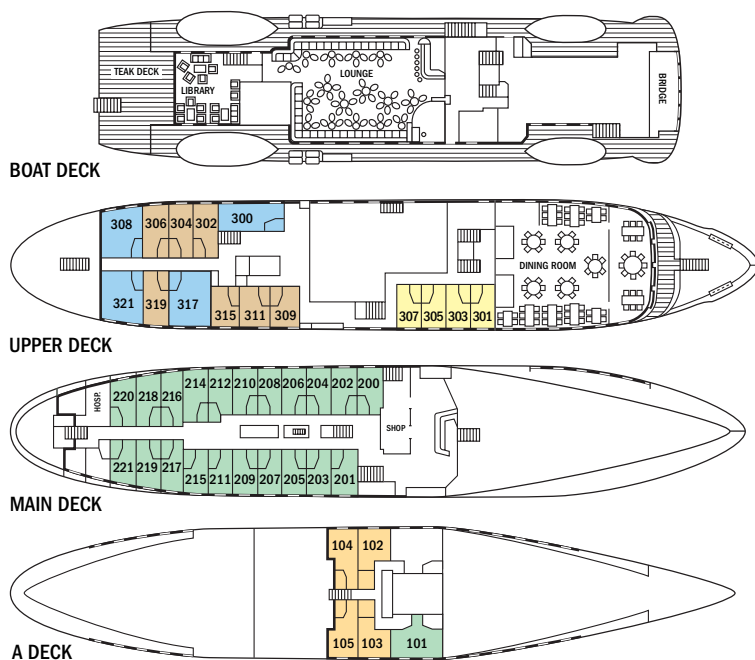 TEAK DECK
LIBRARY
LOUNGE
BRIDGE
BOAT DECK
308 306 304 302 300
DINING ROOM
321 319 317 315 311 309 307 305 303 301
UPPER DECK
HOSP.
220 218 216 214 212 210 208 206 204 202 200
SHOP
221 219 217 215 211 209 207 205 203 201
MAIN DECK
104 102
105 103 101
A DECK